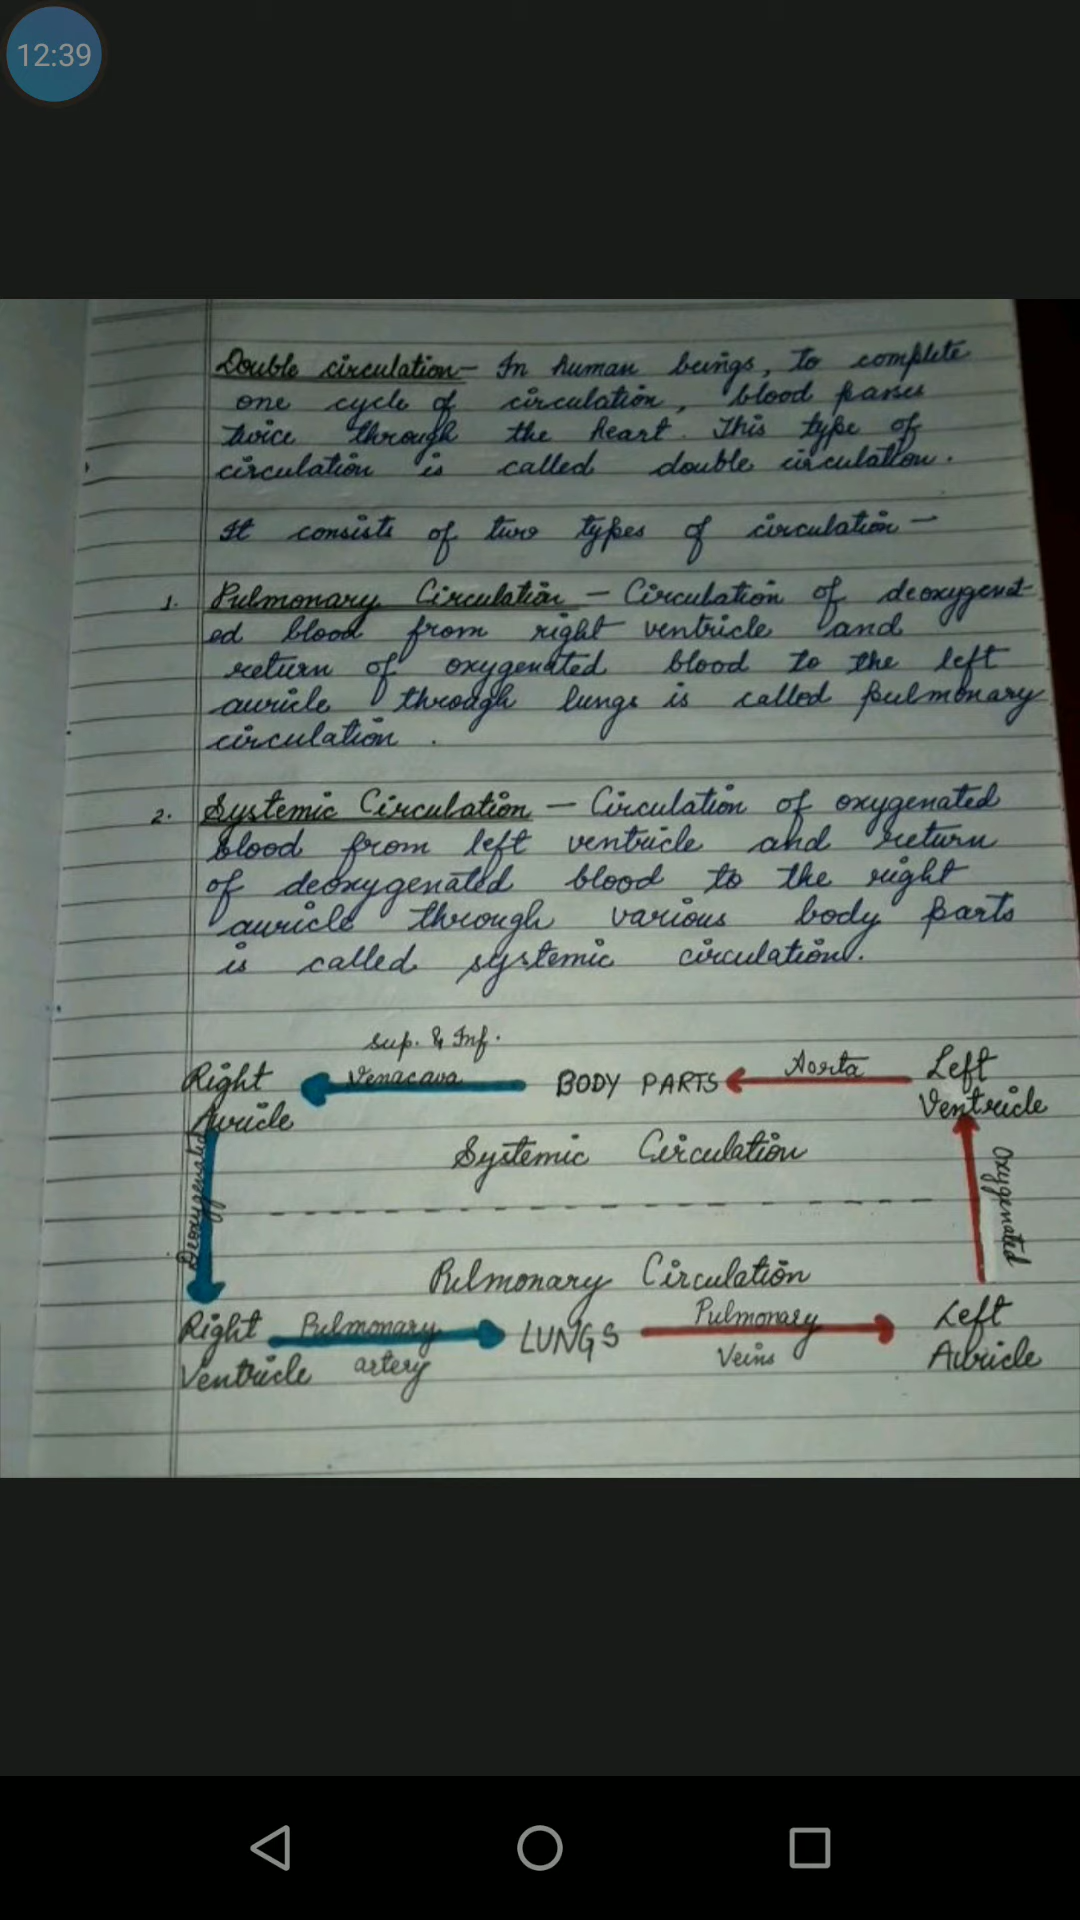 12:39
Double circulation- In human beings, to complete
one cycle of circulation, blood passes
twice through the heart. This type of
circulation is called double circulation.
It consists of two types of circulation-
1. Pulmonary Circulation - Circulation of deoxygenat-
ed blood from right ventricle and
return of oxygenated blood to the left
auricle through lungs is called pulmonary
circulation.
2. Systemic Circulation - Circulation of oxygenated
blood from left ventricle and return
of deoxygenated blood to the right
auricle through various body parts
is called systemic circulation.
Sup. & Inf.
Right Venacava BODY PARTS Aorta Left
Auricle Ventricle
Systemic Circulation
Deoxygenated Oxygenated
Pulmonary Circulation
Right Pulmonary LUNGS Pulmonary Left
Ventricle artery Veins Auricle